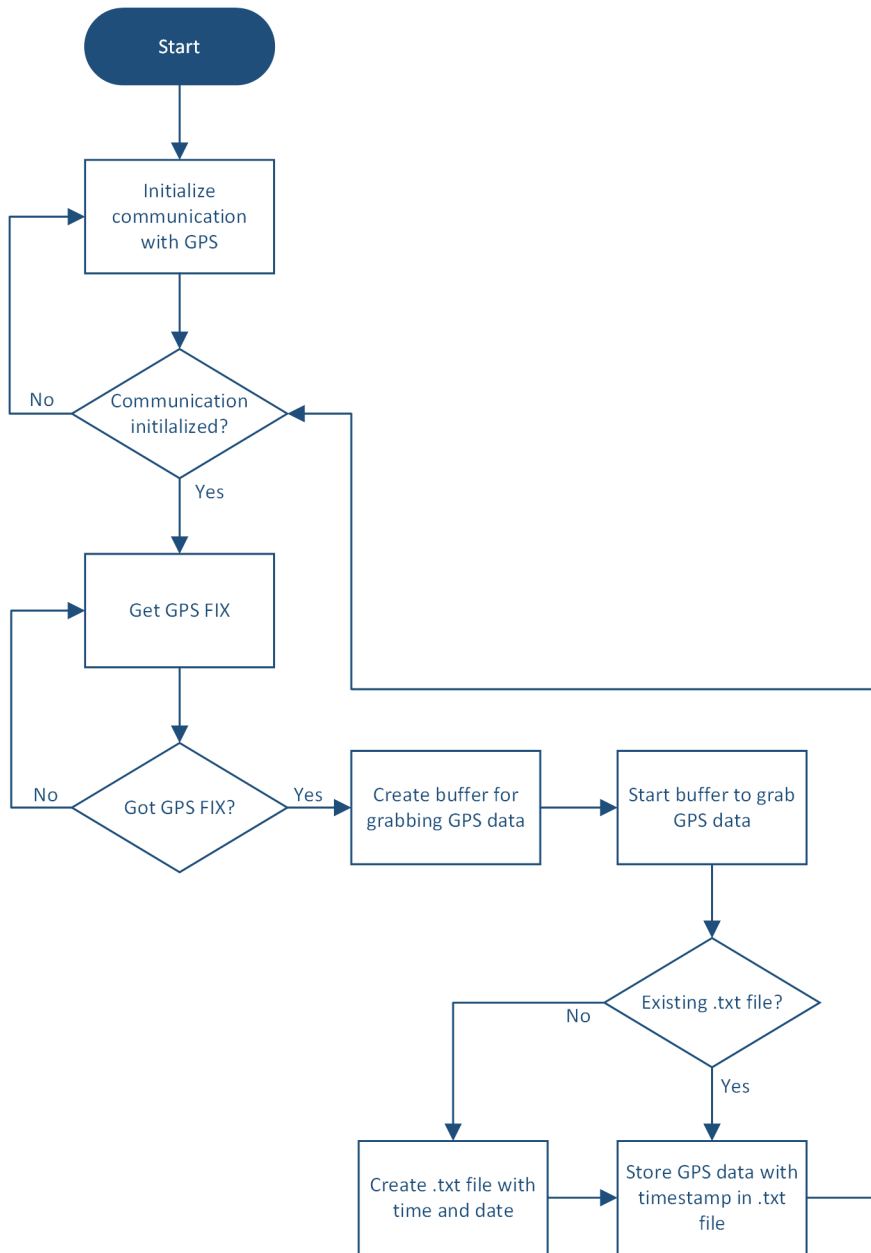 Start
Initialize
communication
with GPS
Communication
initilalized?
No
Yes
Get GPS FIX
Got GPS FIX?
No
Yes
Create buffer for
grabbing GPS data
Start buffer to grab
GPS data
Existing .txt file?
No
Yes
Create .txt file with
time and date
Store GPS data with
timestamp in .txt
file